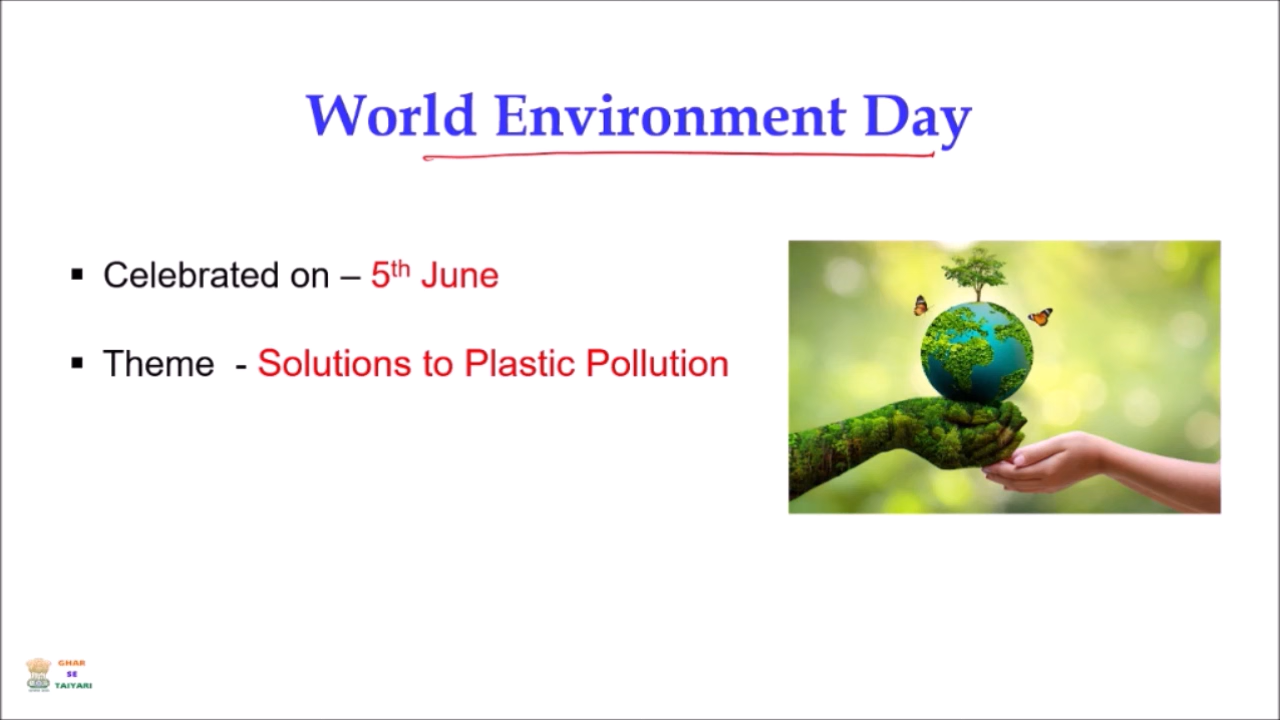 World Environment Day
▪ Celebrated on – 5th June
▪ Theme - Solutions to Plastic Pollution
GHAR
SE
TAIYARI